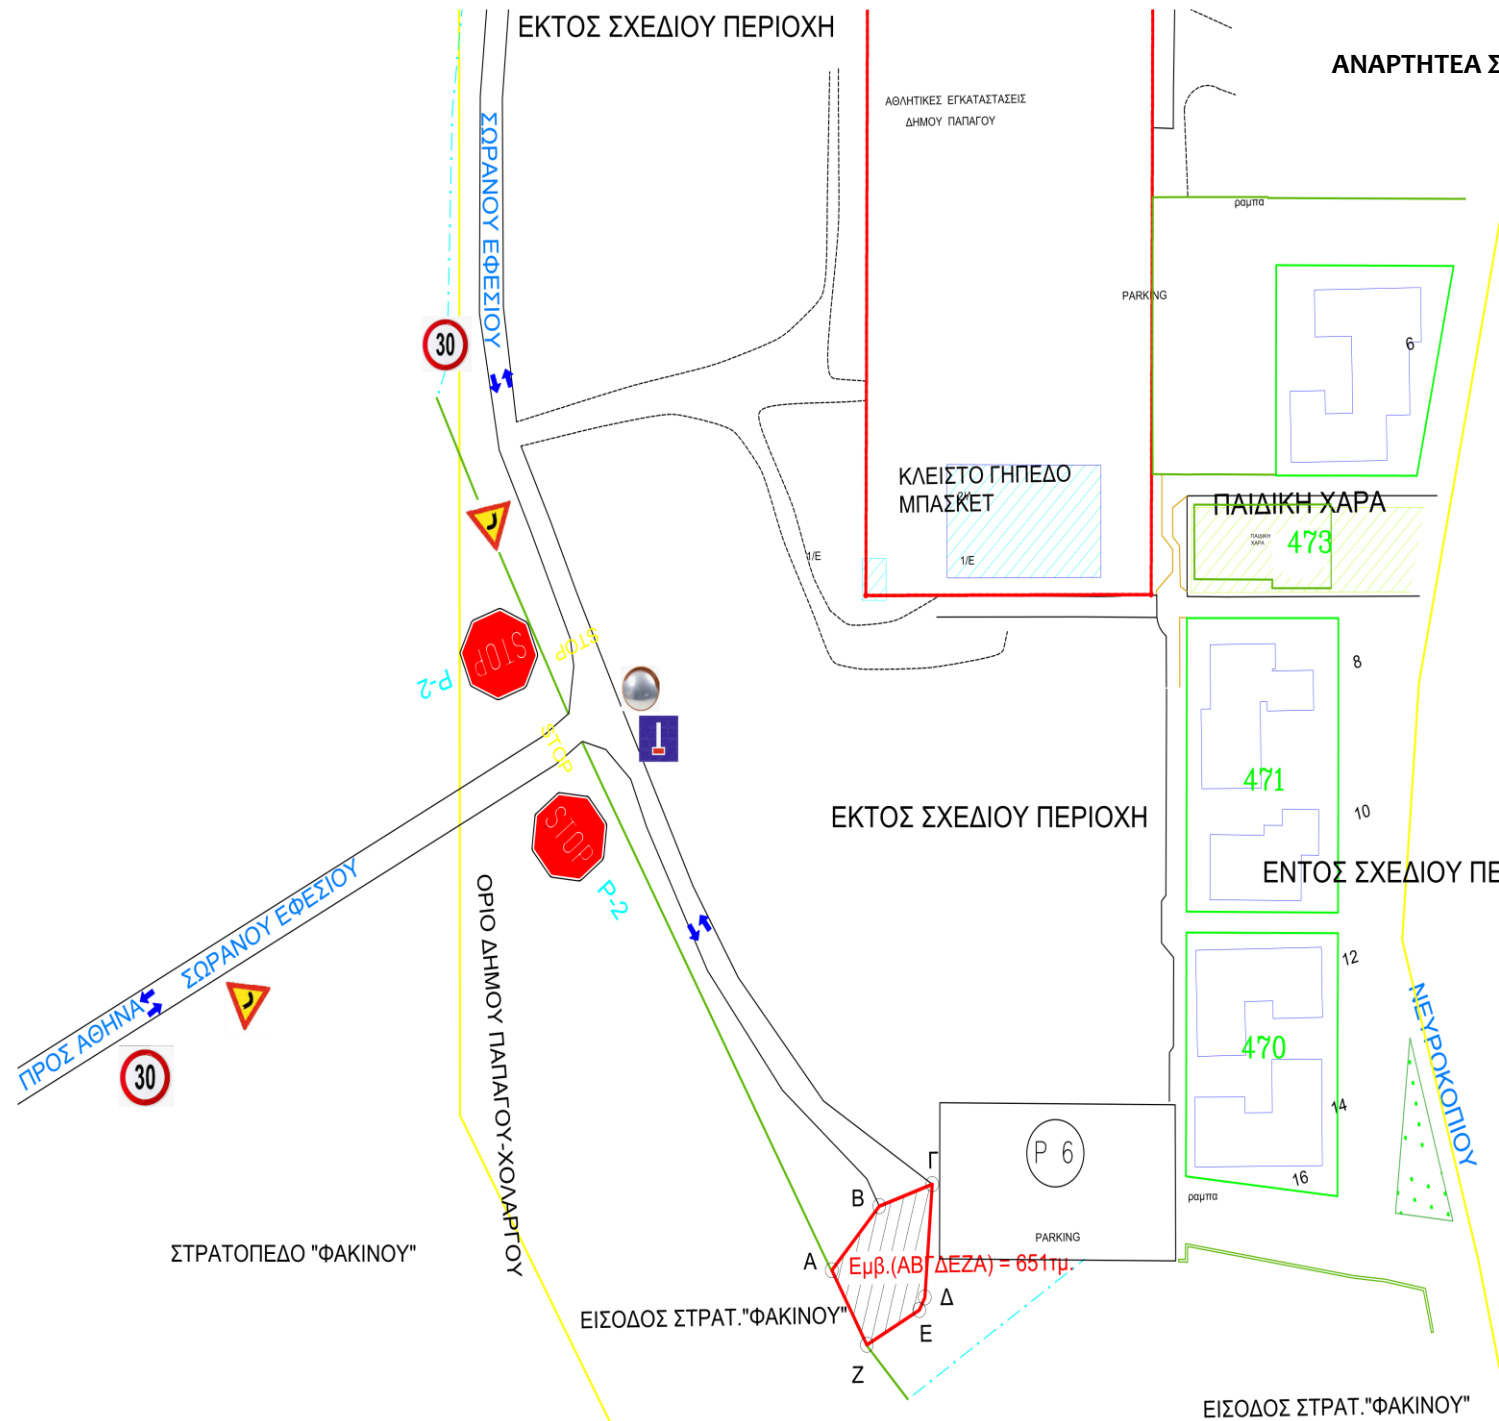 ΕΚΤΟΣ ΣΧΕΔΙΟΥ ΠΕΡΙΟΧΗ
ΑΝΑΡΤΗΤΕΑ Σ
ΑΘΛΗΤΙΚΕΣ ΕΓΚΑΤΑΣΤΑΣΕΙΣ
ΔΗΜΟΥ ΠΑΠΑΓΟΥ
ΣΩΡΑΝΟΥ ΕΦΕΣΙΟΥ
ραμπα
PARKING
30
6
ΚΛΕΙΣΤΟ ΓΗΠΕΔΟ
ΜΠΑΣΚΕΤ
ΠΑΙΔΙΚΗ ΧΑΡΑ
ΠΑΙΔΙΚΗ
ΧΑΡΑ
473
1/Ε
1/Ε
STOP
STOP
P-2
8
STOP
471
STOP
P-2
10
ΕΚΤΟΣ ΣΧΕΔΙΟΥ ΠΕΡΙΟΧΗ
ΕΝΤΟΣ ΣΧΕΔΙΟΥ ΠΕ
ΣΩΡΑΝΟΥ ΕΦΕΣΙΟΥ
ΠΡΟΣ ΑΘΗΝΑ
30
ΟΡΙΟ ΔΗΜΟΥ ΠΑΠΑΓΟΥ-ΧΟΛΑΡΓΟΥ
12
470
ΝΕΥΡΟΚΟΠΙΟΥ
14
P 6
16
ραμπα
PARKING
Γ
Β
Α
Εμβ.(ΑΒΓΔΕΖΑ) = 651τμ.
Δ
Ε
Ζ
ΣΤΡΑΤΟΠΕΔΟ "ΦΑΚΙΝΟΥ"
ΕΙΣΟΔΟΣ ΣΤΡΑΤ."ΦΑΚΙΝΟΥ"
ΕΙΣΟΔΟΣ ΣΤΡΑΤ."ΦΑΚΙΝΟΥ"